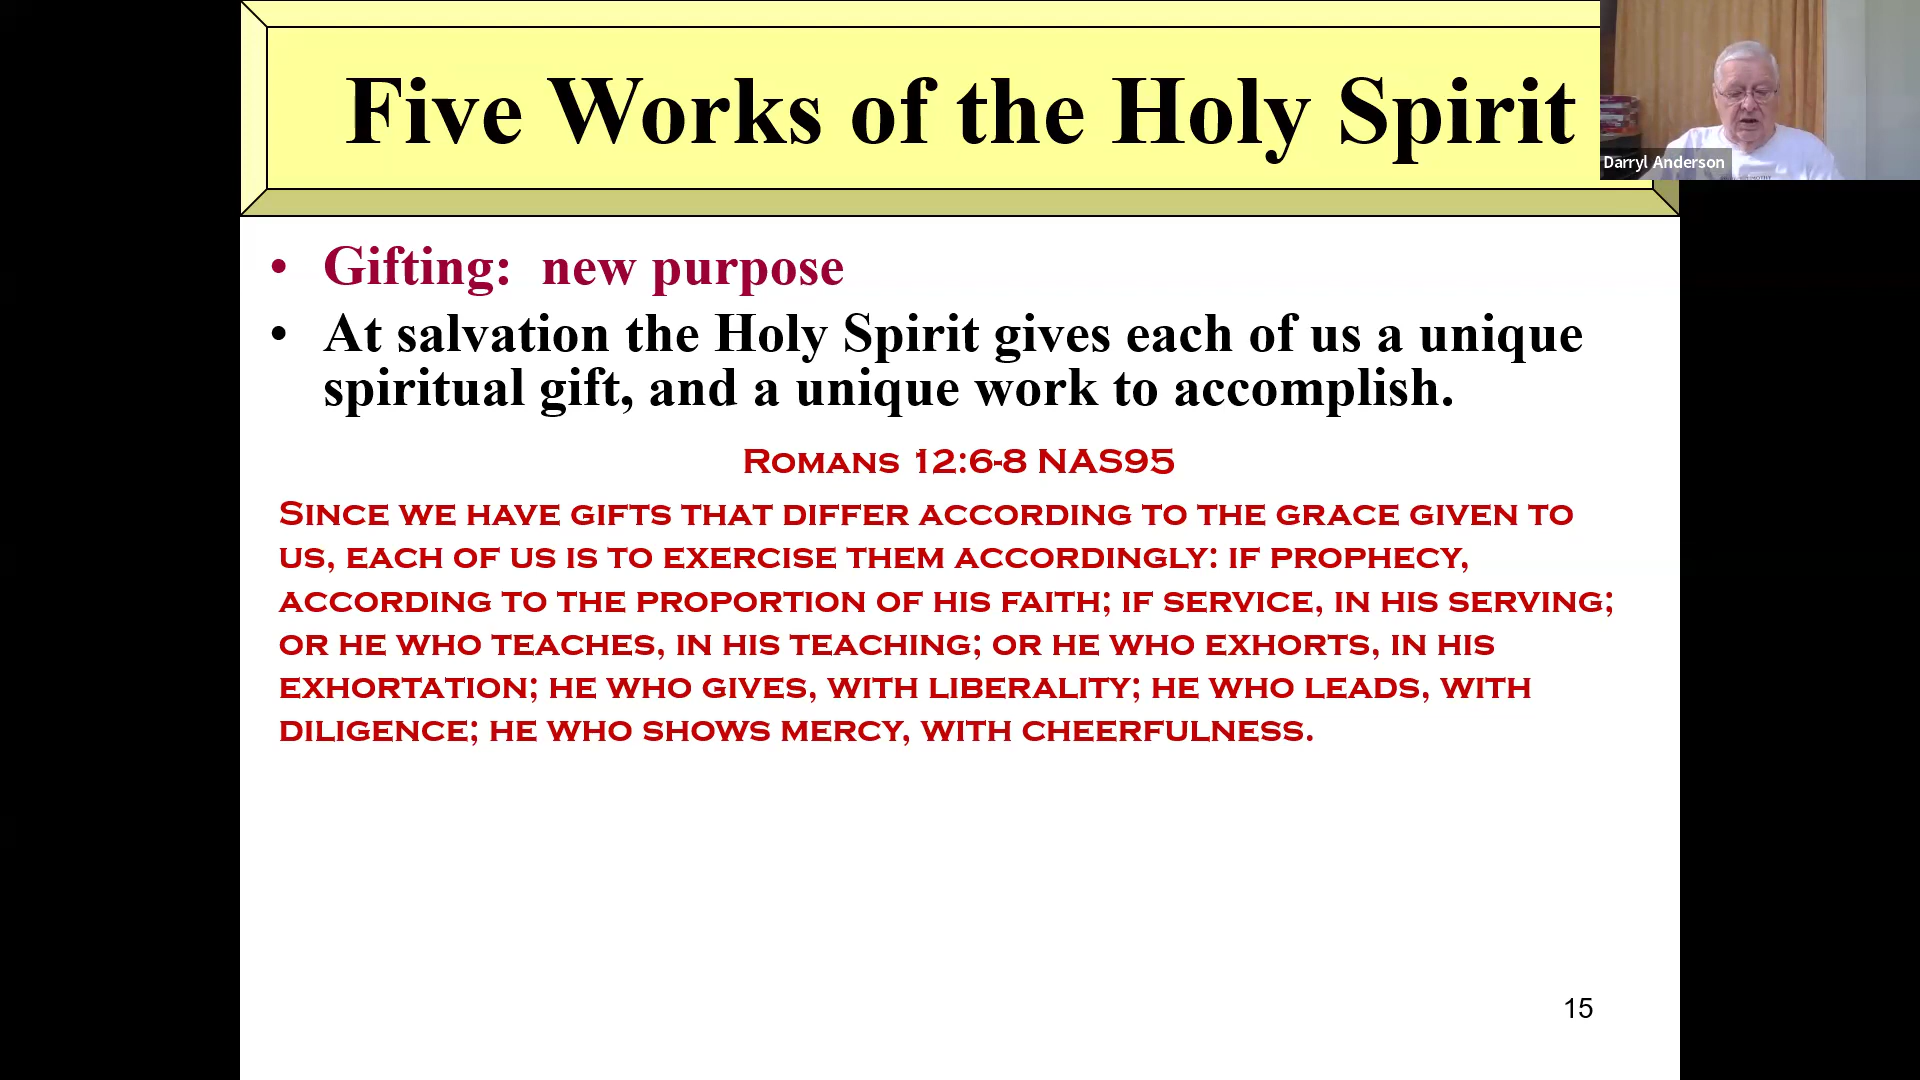 Five Works of the Holy Spirit
Darryl Anderson
• Gifting: new purpose
• At salvation the Holy Spirit gives each of us a unique
spiritual gift, and a unique work to accomplish.
Romans 12:6-8 NAS95
Since we have gifts that differ according to the grace given to
us, each of us is to exercise them accordingly: if prophecy,
according to the proportion of his faith; if service, in his serving;
or he who teaches, in his teaching; or he who exhorts, in his
exhortation; he who gives, with liberality; he who leads, with
diligence; he who shows mercy, with cheerfulness.
15